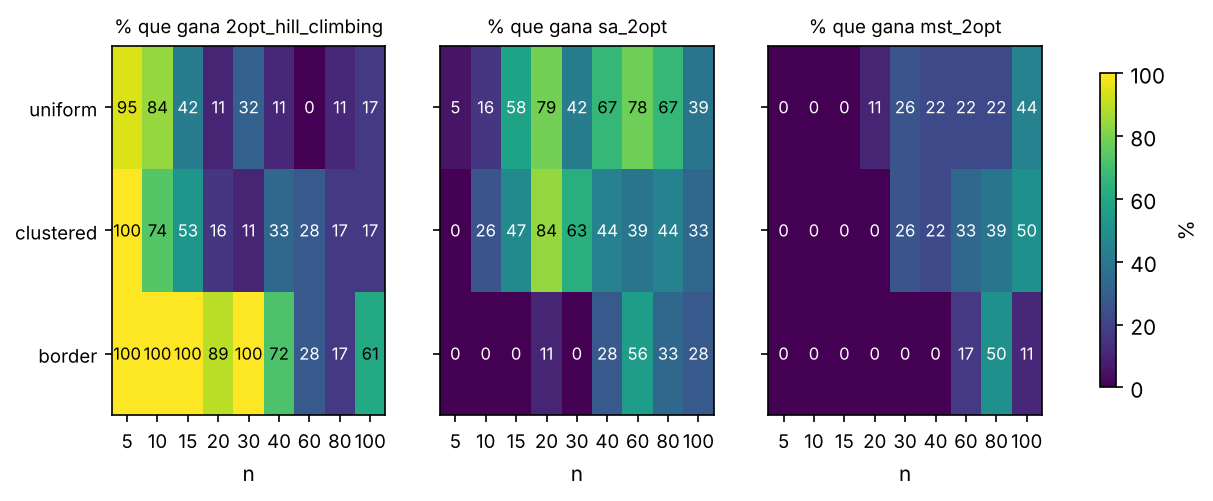 % que gana 2opt_hill_climbing
% que gana sa_2opt
% que gana mst_2opt
uniform 95 84 42 11 32 11 0 11 17
5 16 58 79 42 67 78 67 39
0 0 0 11 26 22 22 22 44
clustered 100 74 53 16 11 33 28 17 17
0 26 47 84 63 44 39 44 33
0 0 0 0 26 22 33 39 50
border 100 100 100 89 100 72 28 17 61
0 0 0 11 0 28 56 33 28
0 0 0 0 0 0 17 50 11
5 10 15 20 30 40 60 80 100
5 10 15 20 30 40 60 80 100
5 10 15 20 30 40 60 80 100
n
n
n
100
80
60
40
20
0
%